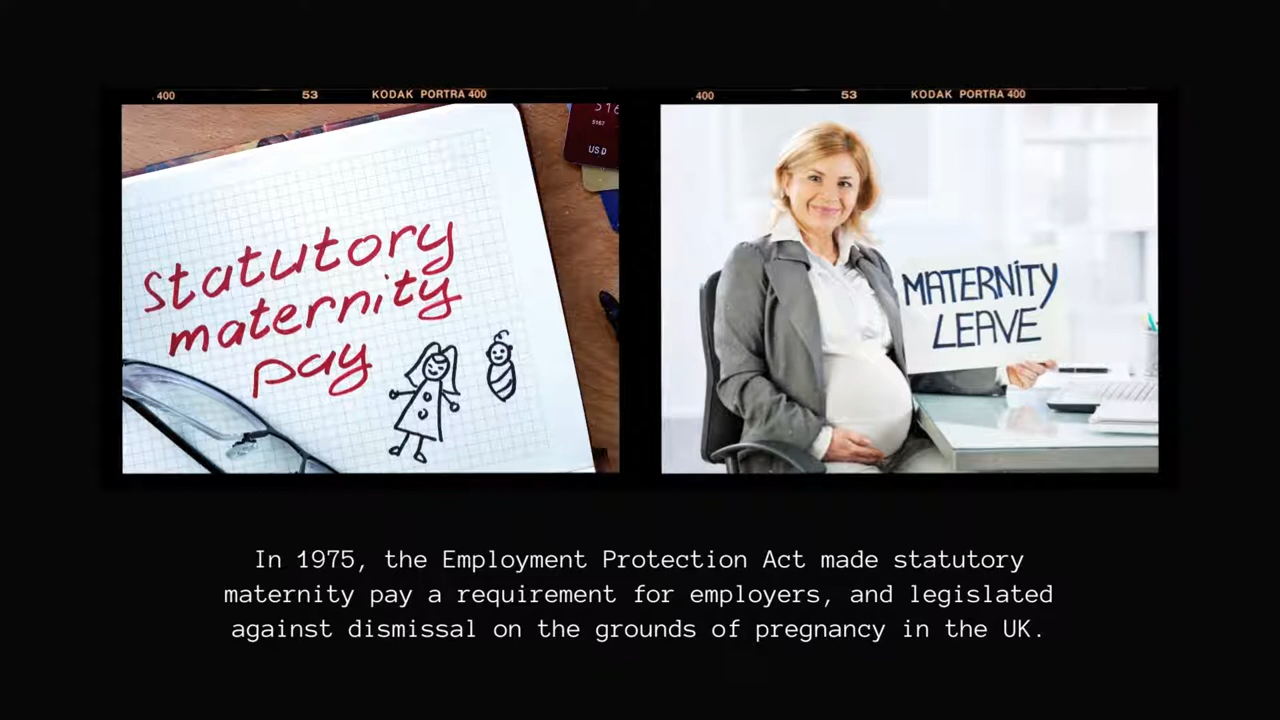 .400 53 KODAK PORTRA 400
.400 53 KODAK PORTRA 400
516
5167
USD
statutory
maternity
pay
MATERNITY
LEAVE
In 1975, the Employment Protection Act made statutory
maternity pay a requirement for employers, and legislated
against dismissal on the grounds of pregnancy in the UK.